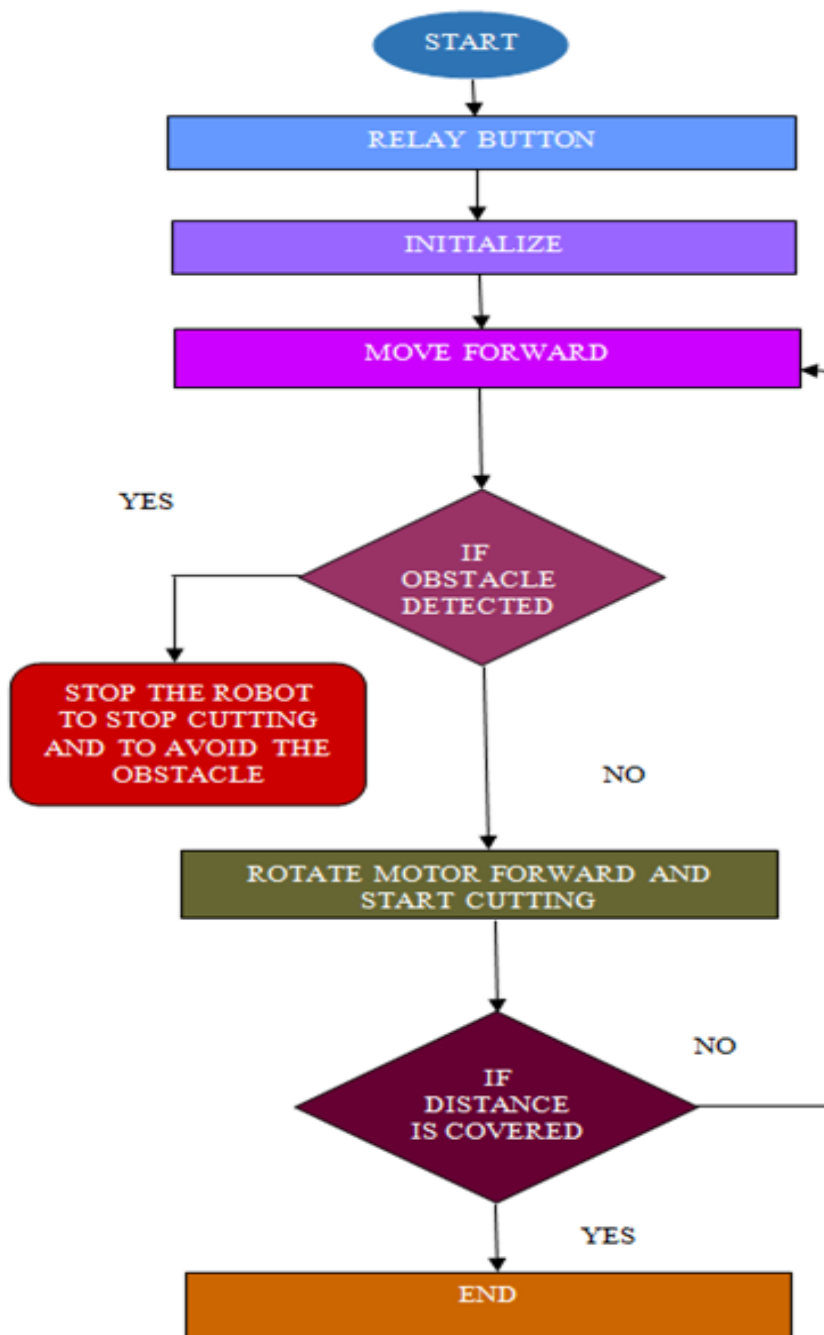 START
RELAY BUTTON
INITIALIZE
MOVE FORWARD
YES
IF
OBSTACLE
DETECTED
STOP THE ROBOT
TO STOP CUTTING
AND TO AVOID THE
OBSTACLE
NO
ROTATE MOTOR FORWARD AND
START CUTTING
NO
IF
DISTANCE
IS COVERED
YES
END